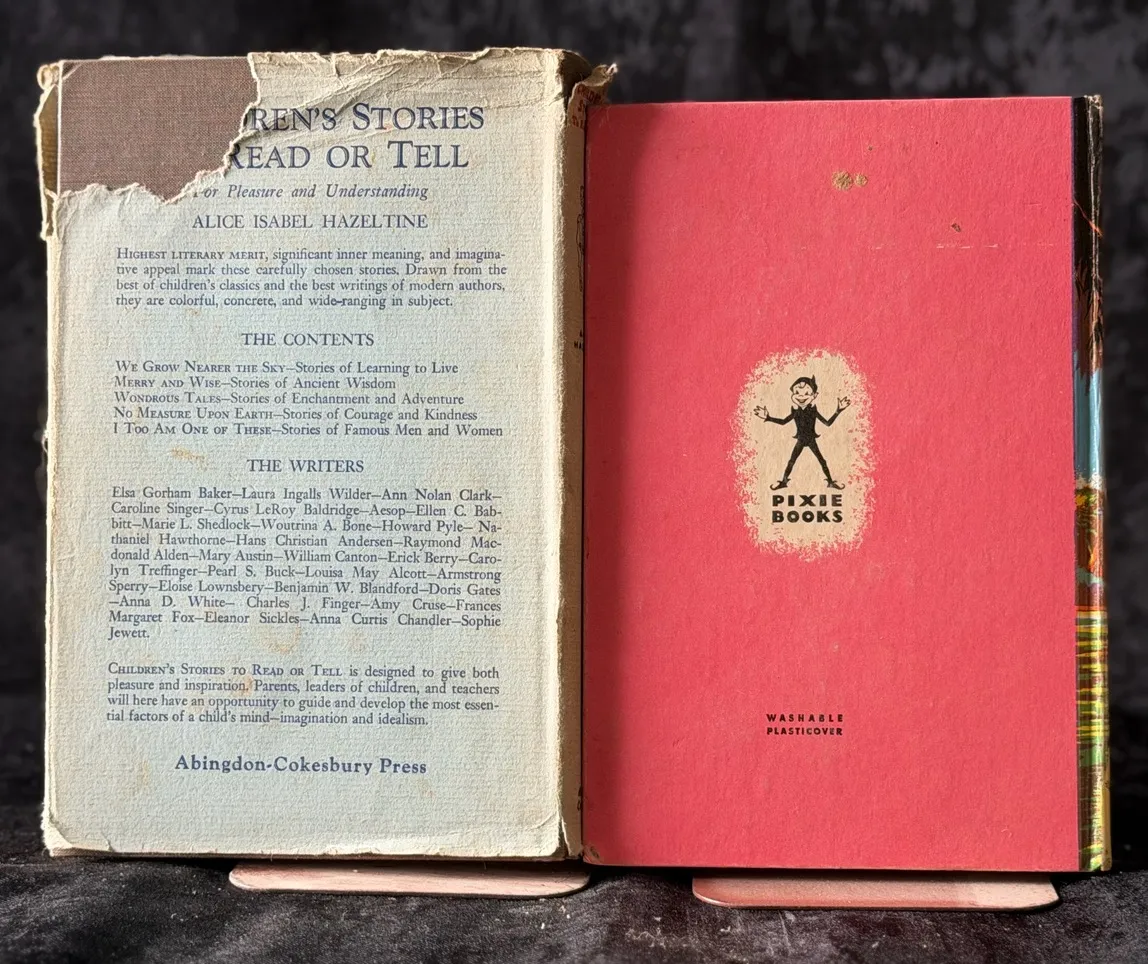 REN'S STORIES
READ OR TELL
For Pleasure and Understanding
ALICE ISABEL HAZELTINE
HIGHEST LITERARY MERIT, significant inner meaning, and imagina-
tive appeal mark these carefully chosen stories. Drawn from the
best of children's classics and the best writings of modern authors,
they are colorful, concrete, and wide-ranging in subject.
THE CONTENTS
WE GROW NEARER THE SKY—Stories of Learning to Live
MERRY AND WISE—Stories of Ancient Wisdom
WONDROUS TALES—Stories of Enchantment and Adventure
NO MEASURE UPON EARTH—Stories of Courage and Kindness
I TOO AM ONE OF THESE—Stories of Famous Men and Women
THE WRITERS
Elsa Gorham Baker—Laura Ingalls Wilder—Ann Nolan Clark—
Caroline Singer—Cyrus LeRoy Baldridge—Aesop—Ellen C. Bab-
bitt—Marie L. Shedlock—Woutrina A. Bone—Howard Pyle— Na-
thaniel Hawthorne—Hans Christian Andersen—Raymond Mac-
donald Alden—Mary Austin—William Canton—Erick Berry—Caro-
lyn Treffinger—Pearl S. Buck—Louisa May Alcott—Armstrong
Sperry—Eloise Lownsbery—Benjamin W. Blandford—Doris Gates
—Anna D. White— Charles J. Finger—Amy Cruse—Frances
Margaret Fox—Eleanor Sickles—Anna Curtis Chandler—Sophie
Jewett.
CHILDREN'S STORIES TO READ OR TELL is designed to give both
pleasure and inspiration. Parents, leaders of children, and teachers
will here have an opportunity to guide and develop the most essen-
tial factors of a child's mind—imagination and idealism.
Abingdon-Cokesbury Press
PIXIE
BOOKS
WASHABLE
PLASTICOVER